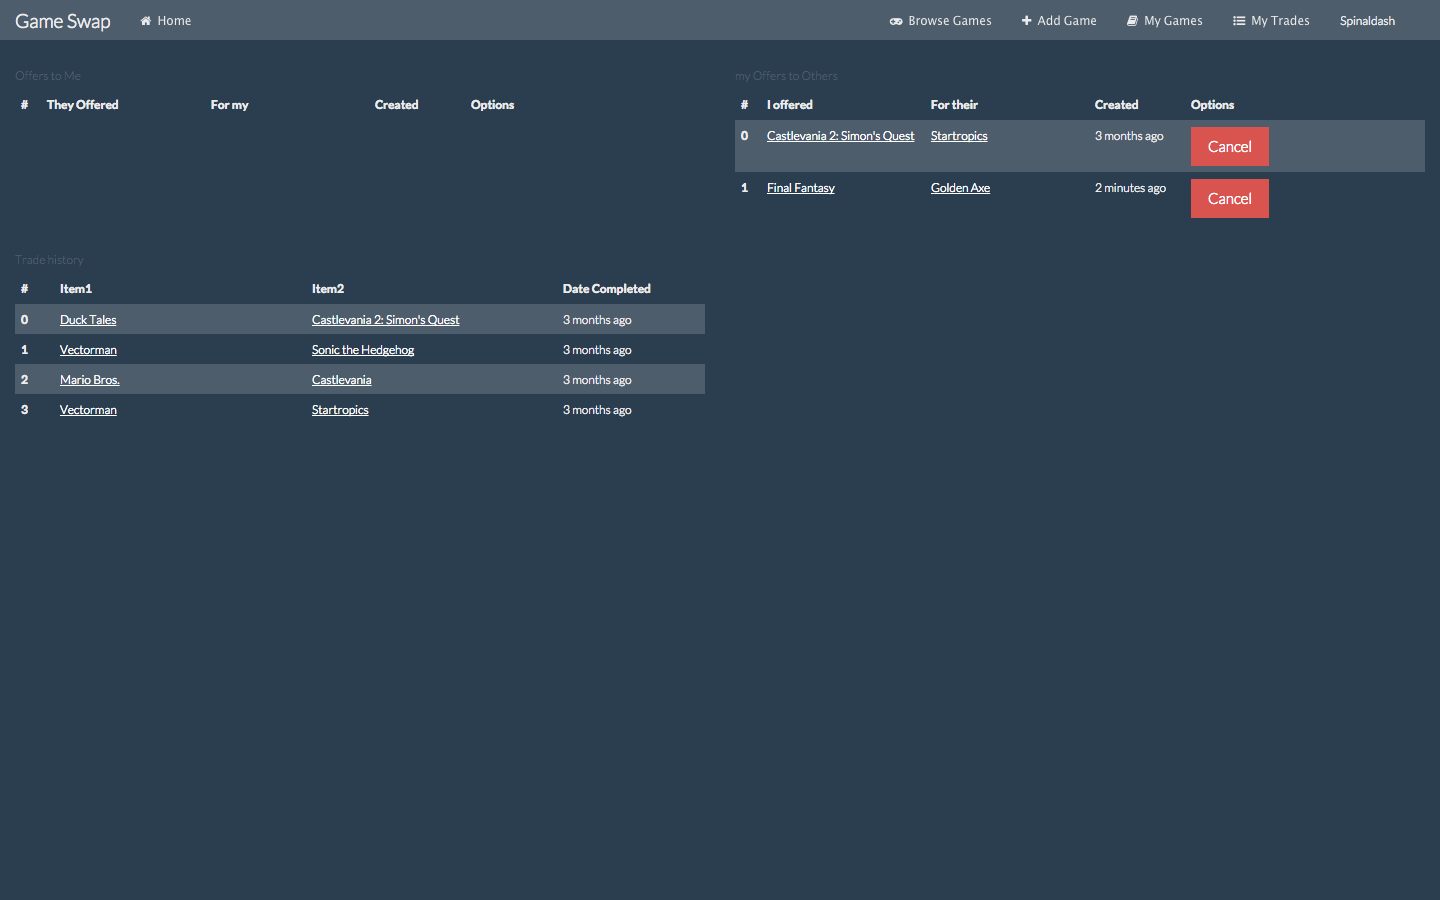 Game Swap Home Browse Games Add Game My Games My Trades Spinaldash
Offers to Me
# They Offered For my Created Options
my Offers to Others
# I offered For their Created Options
0 Castlevania 2: Simon's Quest Startropics 3 months ago Cancel
1 Final Fantasy Golden Axe 2 minutes ago Cancel
Trade history
# Item1 Item2 Date Completed
0 Duck Tales Castlevania 2: Simon's Quest 3 months ago
1 Vectorman Sonic the Hedgehog 3 months ago
2 Mario Bros. Castlevania 3 months ago
3 Vectorman Startropics 3 months ago